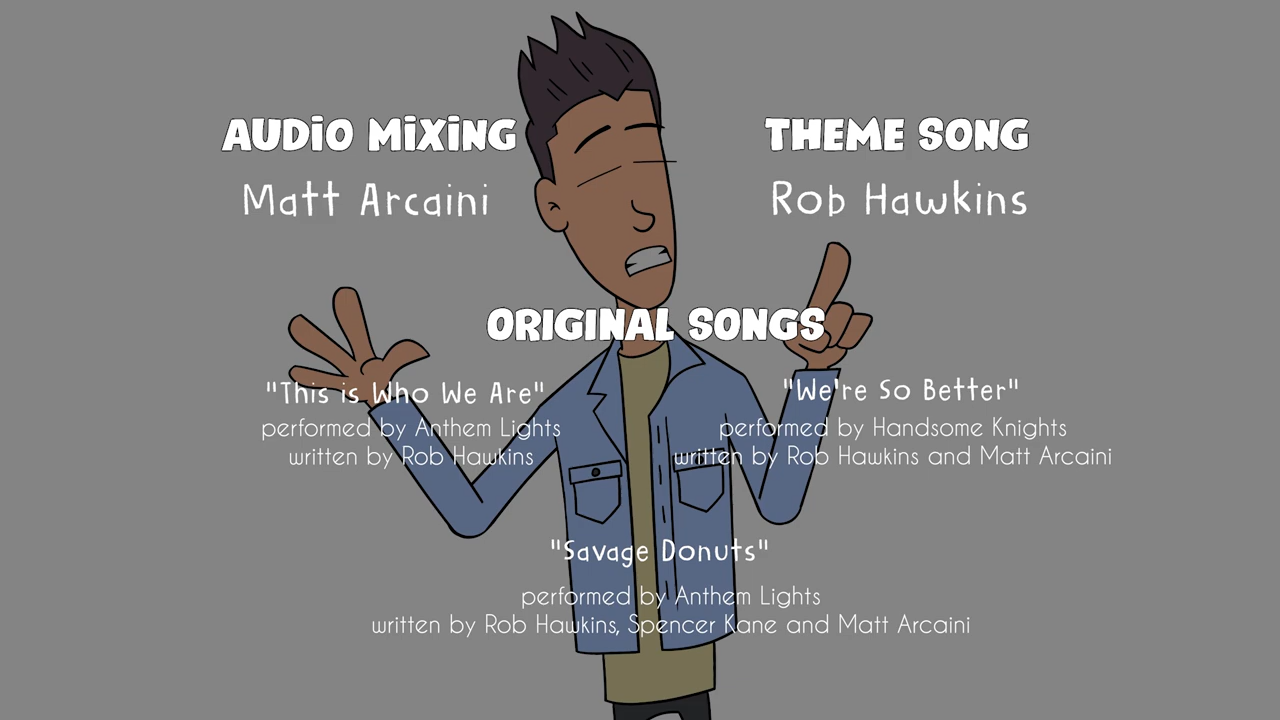 AUDiO MiXiNG
Matt Arcaini
THEME SONG
Rob Hawkins
ORIGINAL SONGS
"This is Who We Are"
performed by Anthem Lights
written by Rob Hawkins
"We're So Better"
performed by Handsome Knights
written by Rob Hawkins and Matt Arcaini
"Savage Donuts"
performed by Anthem Lights
written by Rob Hawkins, Spencer Kane and Matt Arcaini